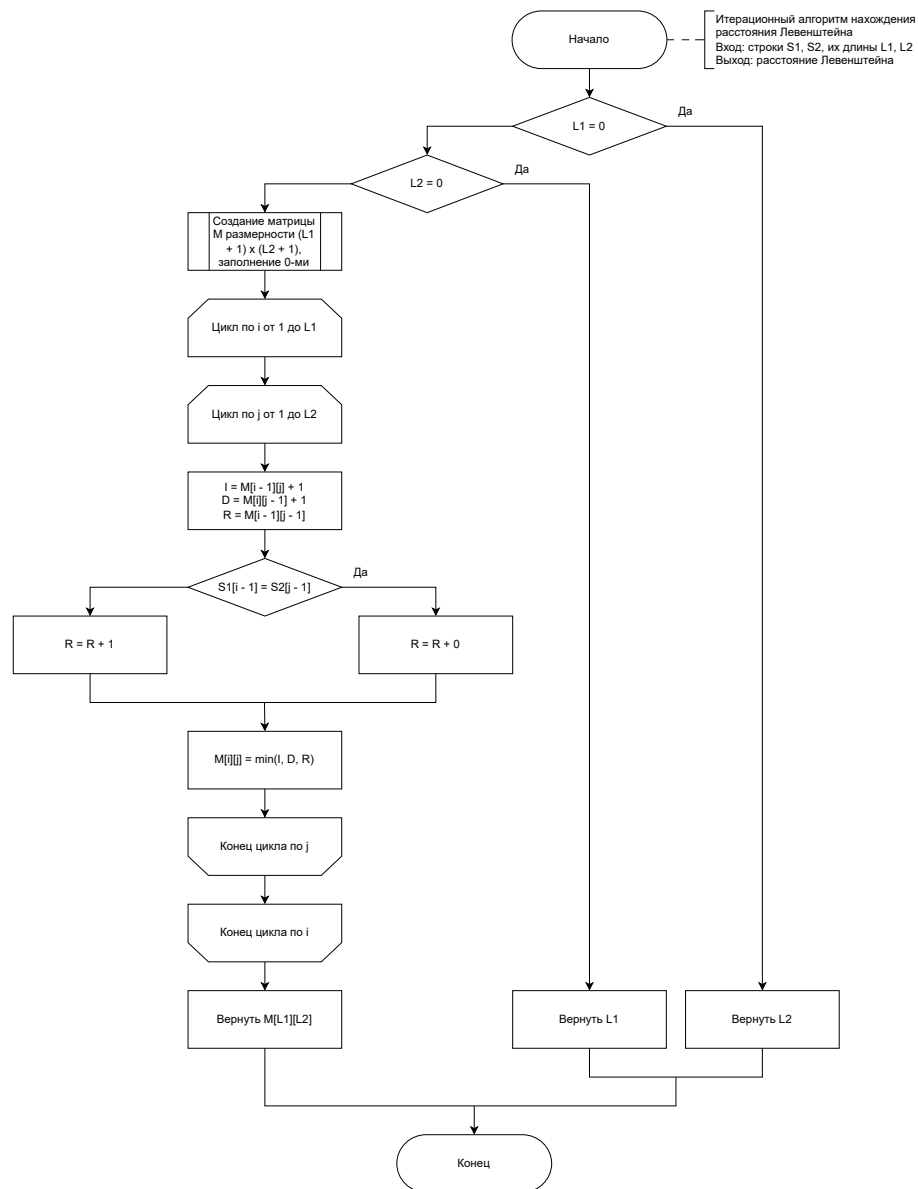 Начало
Итерационный алгоритм нахождения
расстояния Левенштейна
Вход: строки S1, S2, их длины L1, L2
Выход: расстояние Левенштейна
L1 = 0
Да
L2 = 0
Да
Создание матрицы
M размерности (L1
+ 1) x (L2 + 1),
заполнение 0-ми
Цикл по i от 1 до L1
Цикл по j от 1 до L2
I = M[i - 1][j] + 1
D = M[i][j - 1] + 1
R = M[i - 1][j - 1]
S1[i - 1] = S2[j - 1]
Да
R = R + 1
R = R + 0
M[i][j] = min(I, D, R)
Конец цикла по j
Конец цикла по i
Вернуть M[L1][L2]
Вернуть L1
Вернуть L2
Конец